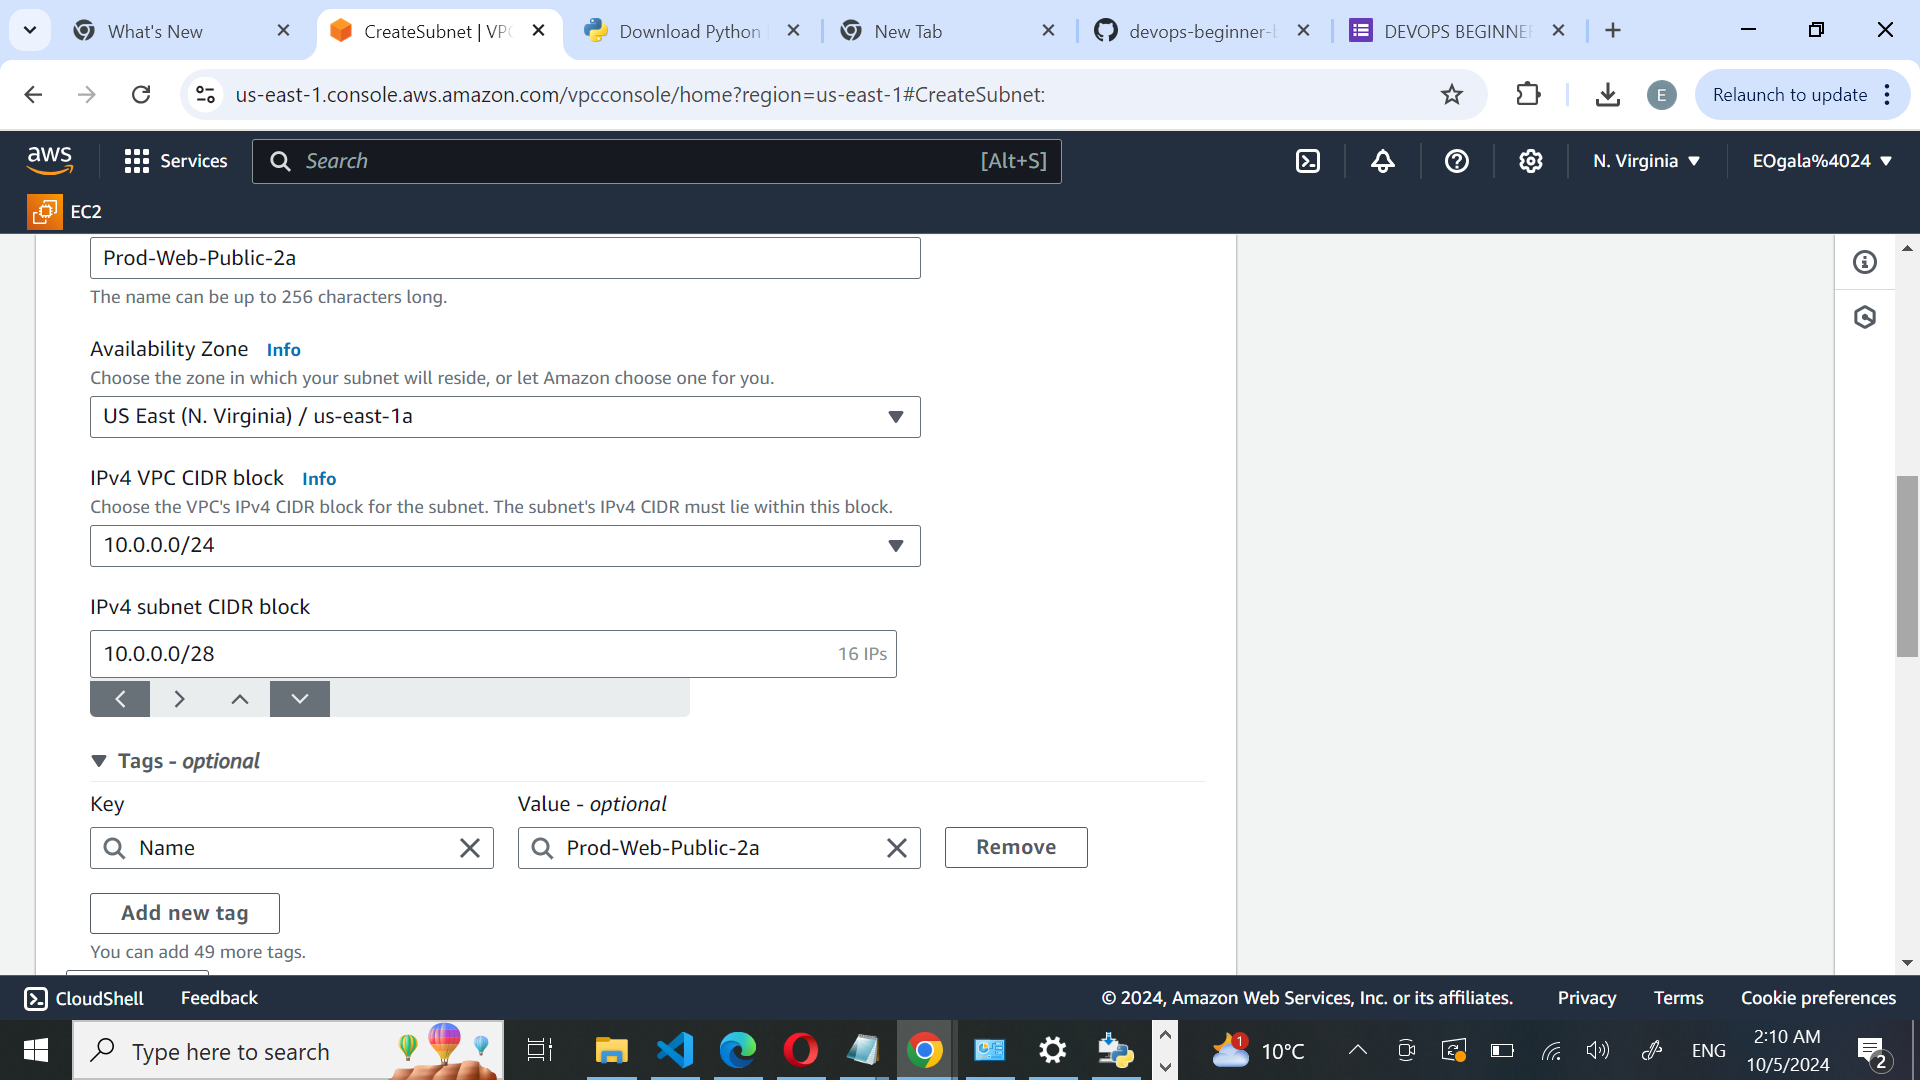 What's New
CreateSubnet | VPC
Download Python
New Tab
devops-beginner-b
DEVOPS BEGINNER
us-east-1.console.aws.amazon.com/vpcconsole/home?region=us-east-1#CreateSubnet:
E
Relaunch to update
aws
Services
Search
[Alt+S]
N. Virginia
EOgala%4024
EC2
Prod-Web-Public-2a
The name can be up to 256 characters long.
Availability Zone Info
Choose the zone in which your subnet will reside, or let Amazon choose one for you.
US East (N. Virginia) / us-east-1a
IPv4 VPC CIDR block Info
Choose the VPC's IPv4 CIDR block for the subnet. The subnet's IPv4 CIDR must lie within this block.
10.0.0.0/24
IPv4 subnet CIDR block
10.0.0.0/28
16 IPs
Tags - optional
Key
Value - optional
Name
Prod-Web-Public-2a
Remove
Add new tag
You can add 49 more tags.
CloudShell
Feedback
© 2024, Amazon Web Services, Inc. or its affiliates.
Privacy
Terms
Cookie preferences
Type here to search
1
10°C
ENG
2:10 AM
10/5/2024
2